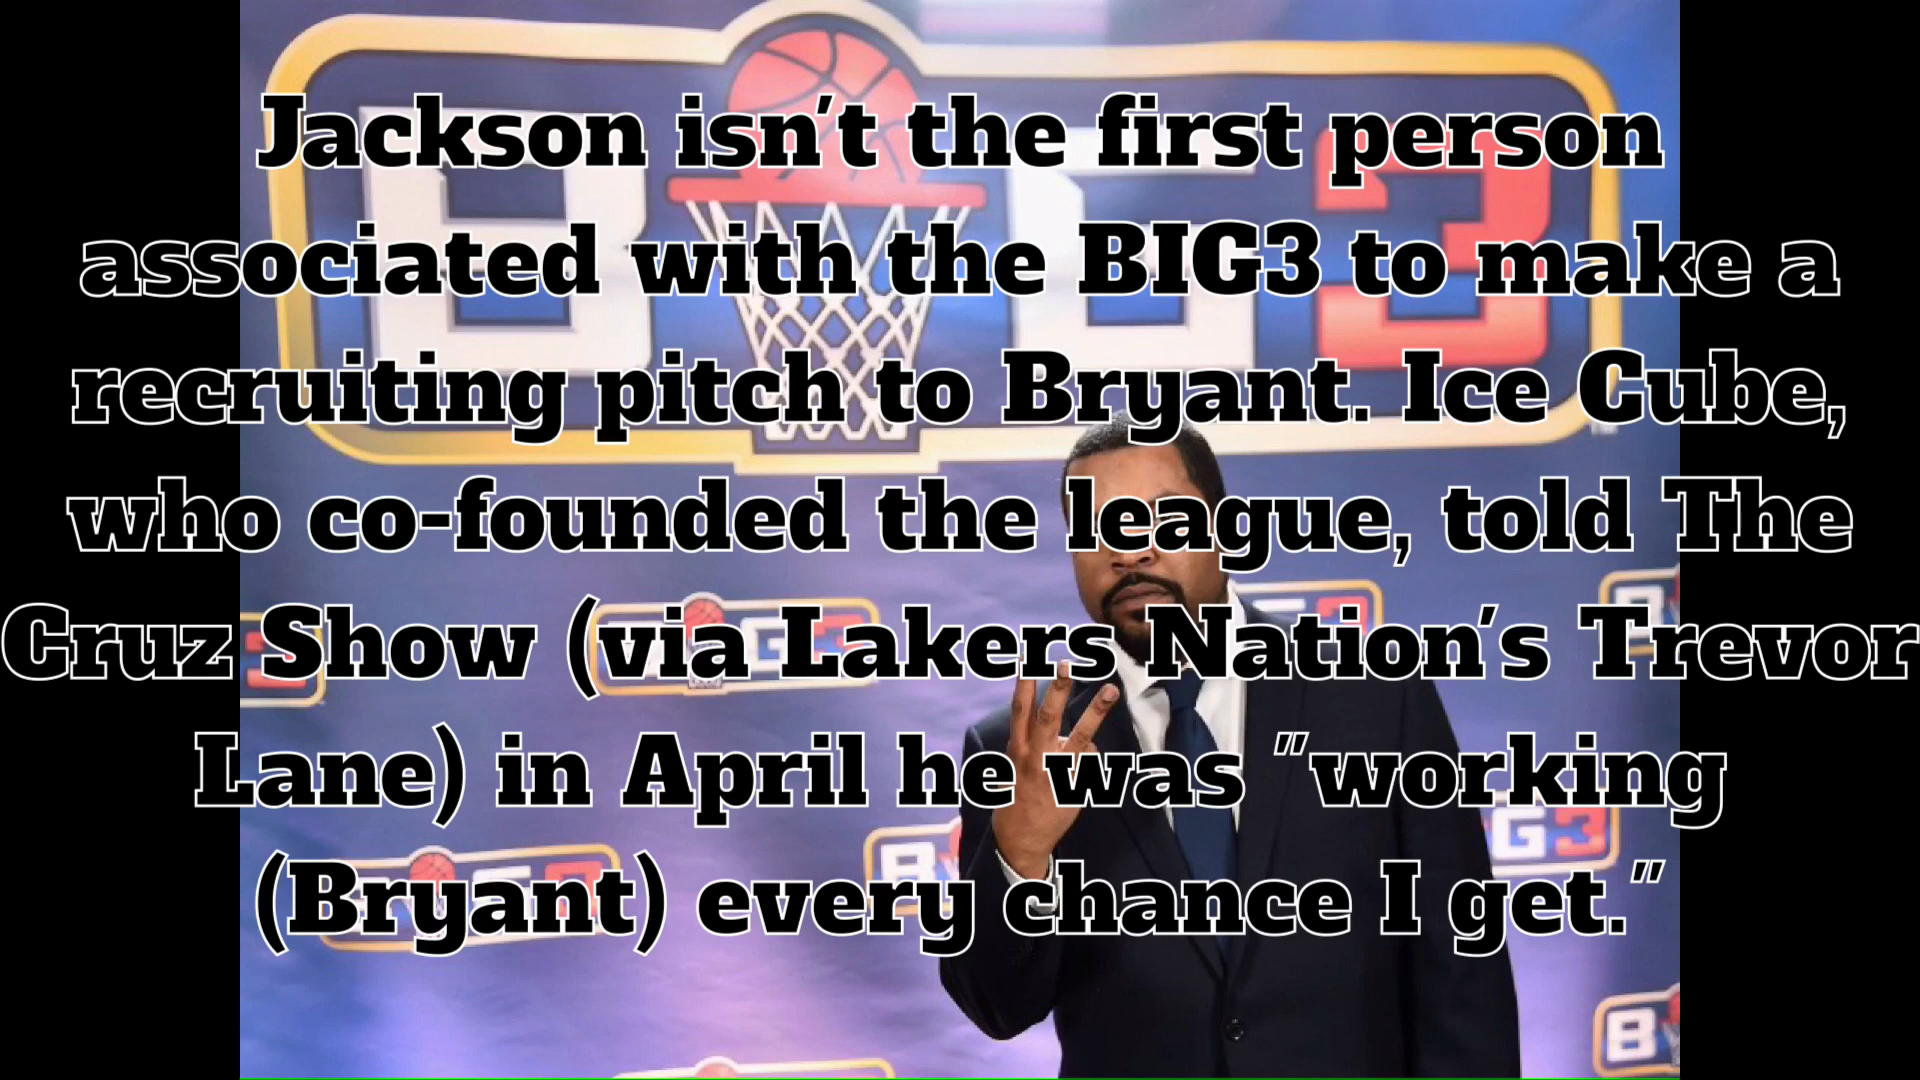 Jackson isn't the first person
associated with the BIG3 to make a
recruiting pitch to Bryant. Ice Cube,
who co-founded the league, told The
Cruz Show (via Lakers Nation's Trevor
Lane) in April he was "working
(Bryant) every chance I get."
BIG3